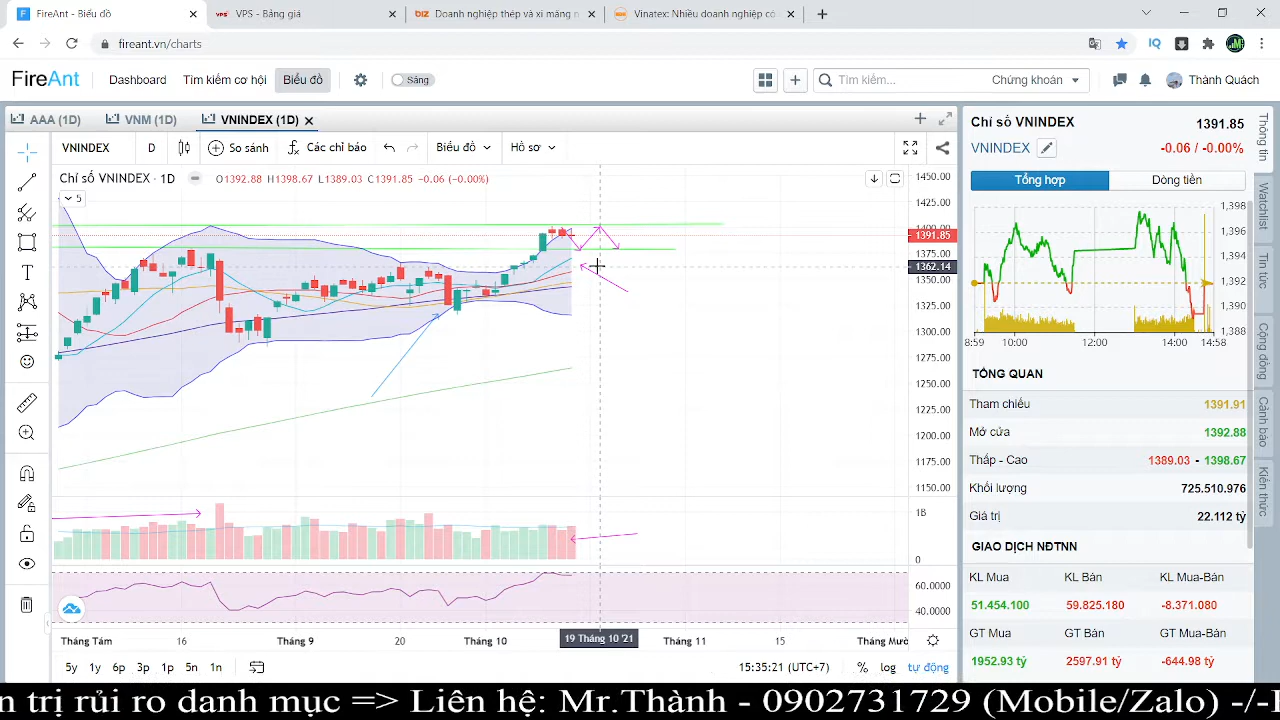 FireAnt - Biểu đồ
VPS - Bảng giá
Doanh nghiệp thép và xi măng n
Vinatex: Nhiều doanh nghiệp có
fireant.vn/charts
FireAnt
Dashboard
Tìm kiếm cơ hội
Biểu đồ
Sáng
Tìm kiếm...
Chứng khoán
Thành Quách
AAA (1D)
VNM (1D)
VNINDEX (1D)
VNINDEX
D
So sánh
Các chỉ báo
Biểu đồ
Hồ sơ
Chỉ số VNINDEX · 1D
O1392.88 H1398.67 L1389.03 C1391.85 -0.06 (-0.00%)
5
1450.00
1425.00
1400.00
1391.85
1362.14
1350.00
1325.00
1300.00
1275.00
1250.00
1225.00
1200.00
1175.00
1150.00
1B
0
60.0000
40.0000
Tháng Tám
16
Tháng 9
20
Tháng 10
19 Tháng 10 '21
Tháng 11
15
Tháng Mười
5y 1y 6p 3p 1p 5n 1n
15:35:21 (UTC+7)
% log tự động
Chỉ số VNINDEX
1391.85
VNINDEX
-0.06 / -0.00%
Tổng hợp
Dòng tiền
1,398
1,396
1,394
1,392
1,390
1,388
8:59 10:00 12:00 14:00 14:58
TỔNG QUAN
Tham chiếu 1391.91
Mở cửa 1392.88
Thấp - Cao 1389.03 - 1398.67
Khối lượng 725.510.976
Giá trị 22.112 tỷ
GIAO DỊCH NĐTNN
KL Mua KL Bán KL Mua-Bán
51.454.100 59.825.180 -8.371.080
GT Mua GT Bán GT Mua-Bán
1952.93 tỷ 2597.91 tỷ -644.98 tỷ
Thông tin
Watchlist
Tin tức
Cộng đồng
Cảnh báo
Kiến thức
n trị rủi ro danh mục => Liên hệ: Mr.Thành - 0902731729 (Mobile/Zalo) -/-